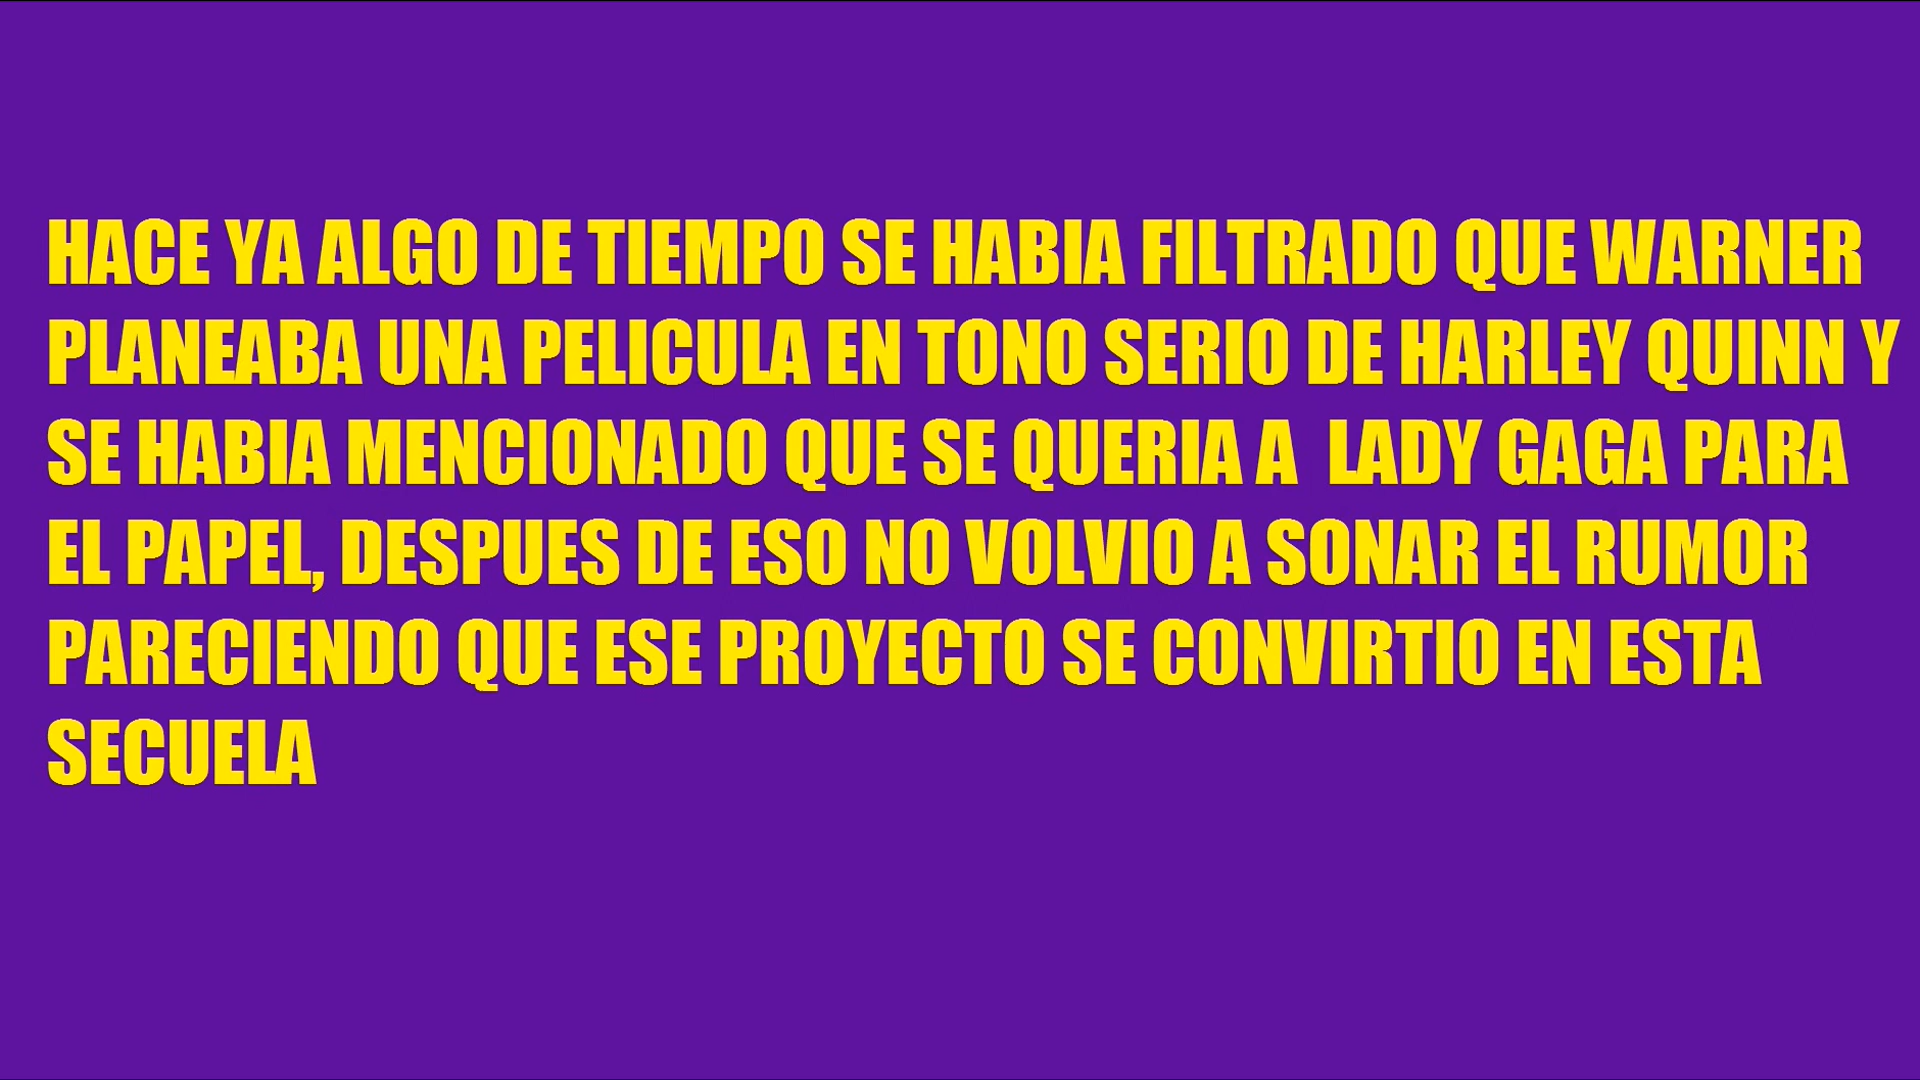 HACE YA ALGO DE TIEMPO SE HABIA FILTRADO QUE WARNER
PLANEABA UNA PELICULA EN TONO SERIO DE HARLEY QUINN Y
SE HABIA MENCIONADO QUE SE QUERIA A  LADY GAGA PARA
EL PAPEL, DESPUES DE ESO NO VOLVIO A SONAR EL RUMOR
PARECIENDO QUE ESE PROYECTO SE CONVIRTIO EN ESTA
SECUELA